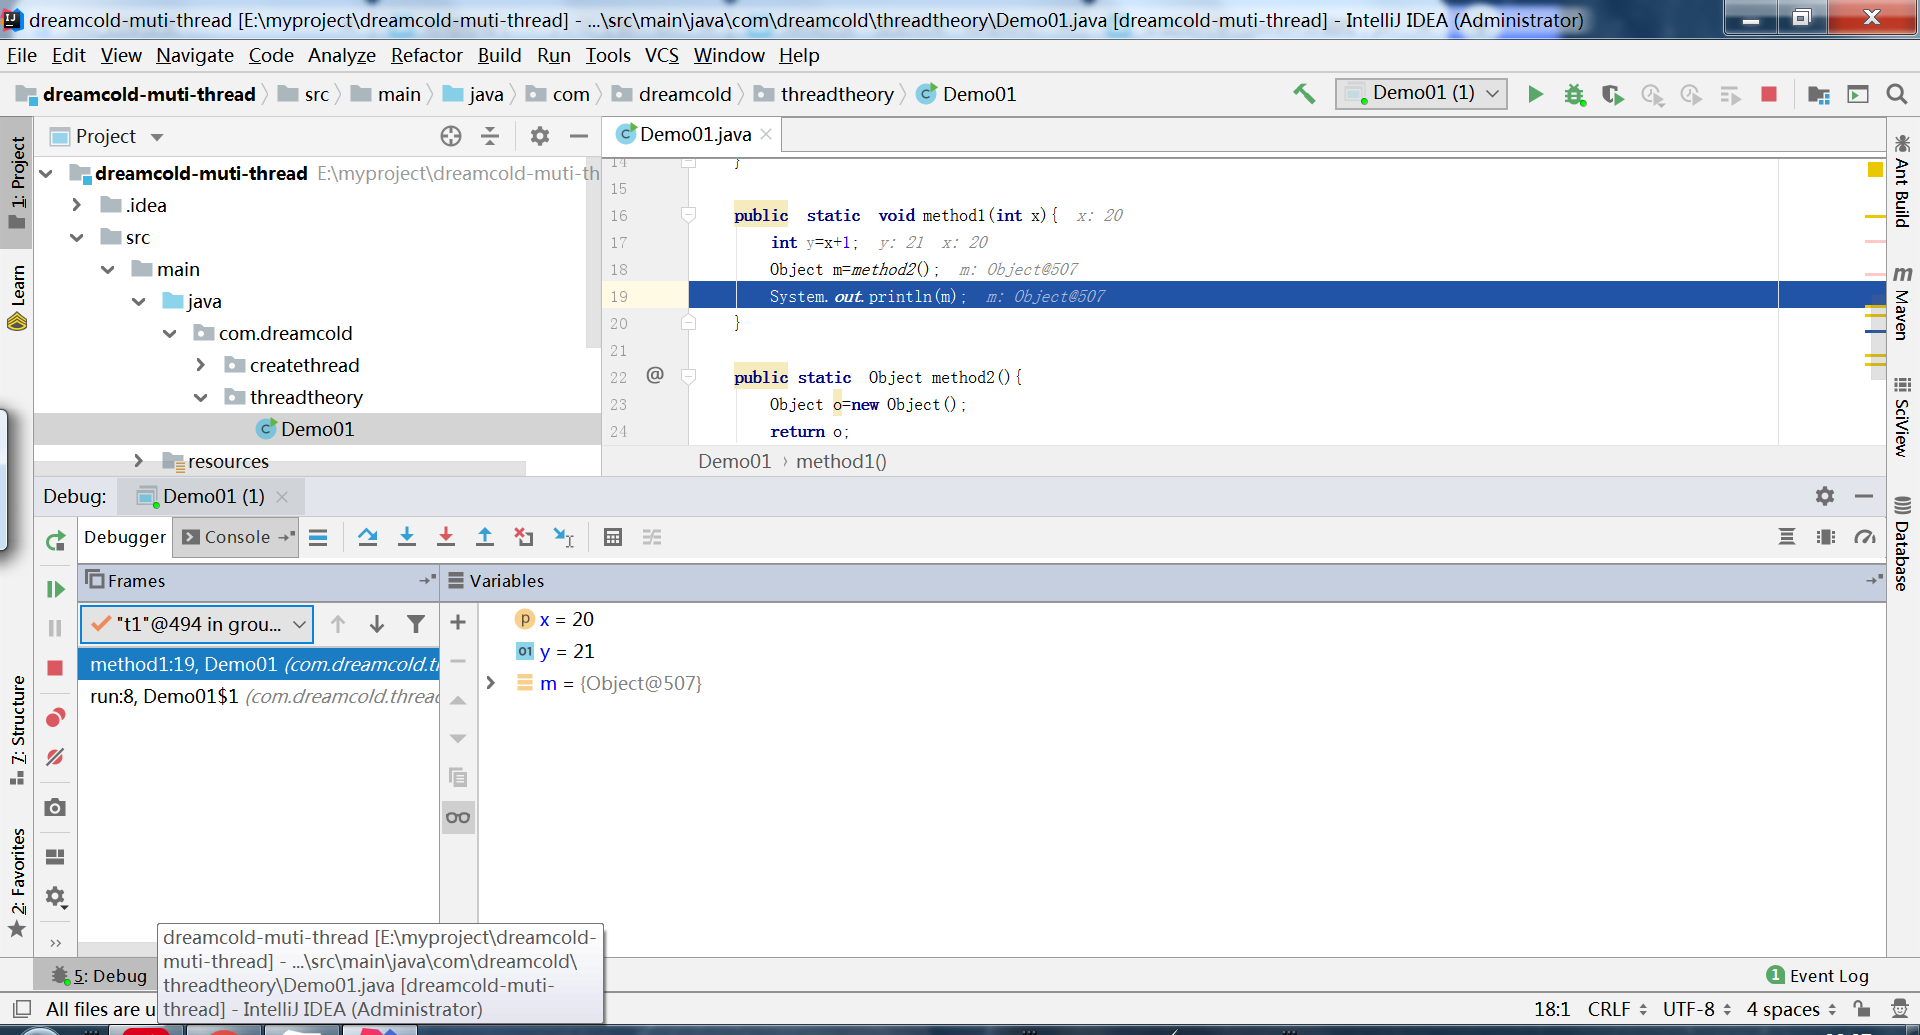 dreamcold-muti-thread [E:\myproject\dreamcold-muti-thread] - ...\src\main\java\com\dreamcold\threadtheory\Demo01.java [dreamcold-muti-thread] - IntelliJ IDEA (Administrator)
File Edit View Navigate Code Analyze Refactor Build Run Tools VCS Window Help
dreamcold-muti-thread src main java com dreamcold threadtheory Demo01
Demo01 (1)
Project
Demo01.java
1: Project
Learn
7: Structure
2: Favorites
dreamcold-muti-thread E:\myproject\dreamcold-muti-th
.idea
src
main
java
com.dreamcold
createthread
threadtheory
Demo01
resources
14 }
15
16 public static void method1(int x){ x: 20
17 int y=x+1; y: 21 x: 20
18 Object m=method2(); m: Object@507
19 System.out.println(m); m: Object@507
20 }
21
22 @ public static Object method2(){
23 Object o=new Object();
24 return o;
Demo01 › method1()
Ant Build
Maven
SciView
Database
Debug: Demo01 (1)
Debugger Console
Frames
Variables
"t1"@494 in grou...
method1:19, Demo01 (com.dreamcold.th
run:8, Demo01$1 (com.dreamcold.thread
x = 20
y = 21
m = {Object@507}
dreamcold-muti-thread [E:\myproject\dreamcold-
muti-thread] - ...\src\main\java\com\dreamcold\
threadtheory\Demo01.java [dreamcold-muti-
thread] - IntelliJ IDEA (Administrator)
5: Debug
1 Event Log
All files are u
18:1 CRLF UTF-8 4 spaces